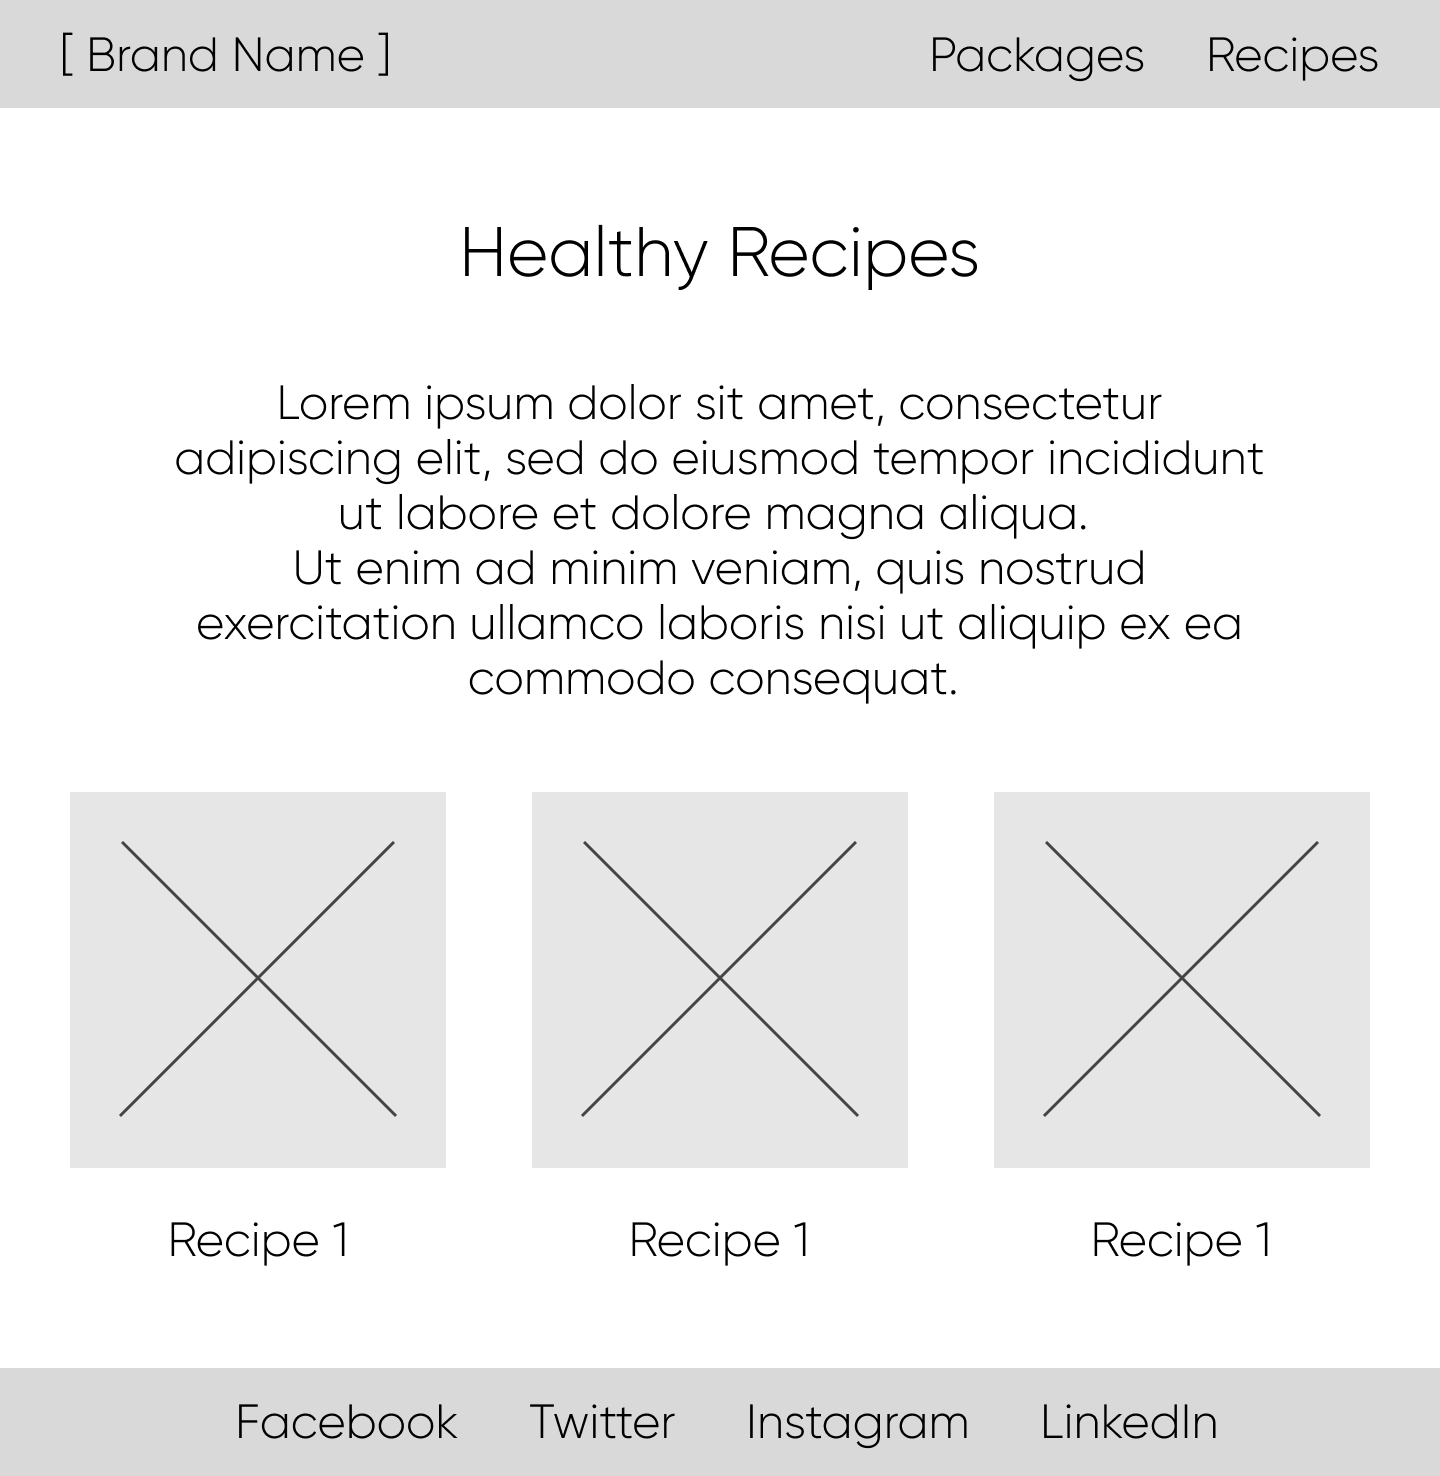 [ Brand Name ] Packages Recipes
Healthy Recipes
Lorem ipsum dolor sit amet, consectetur
adipiscing elit, sed do eiusmod tempor incididunt
ut labore et dolore magna aliqua.
Ut enim ad minim veniam, quis nostrud
exercitation ullamco laboris nisi ut aliquip ex ea
commodo consequat.
Recipe 1 Recipe 1 Recipe 1
Facebook Twitter Instagram LinkedIn